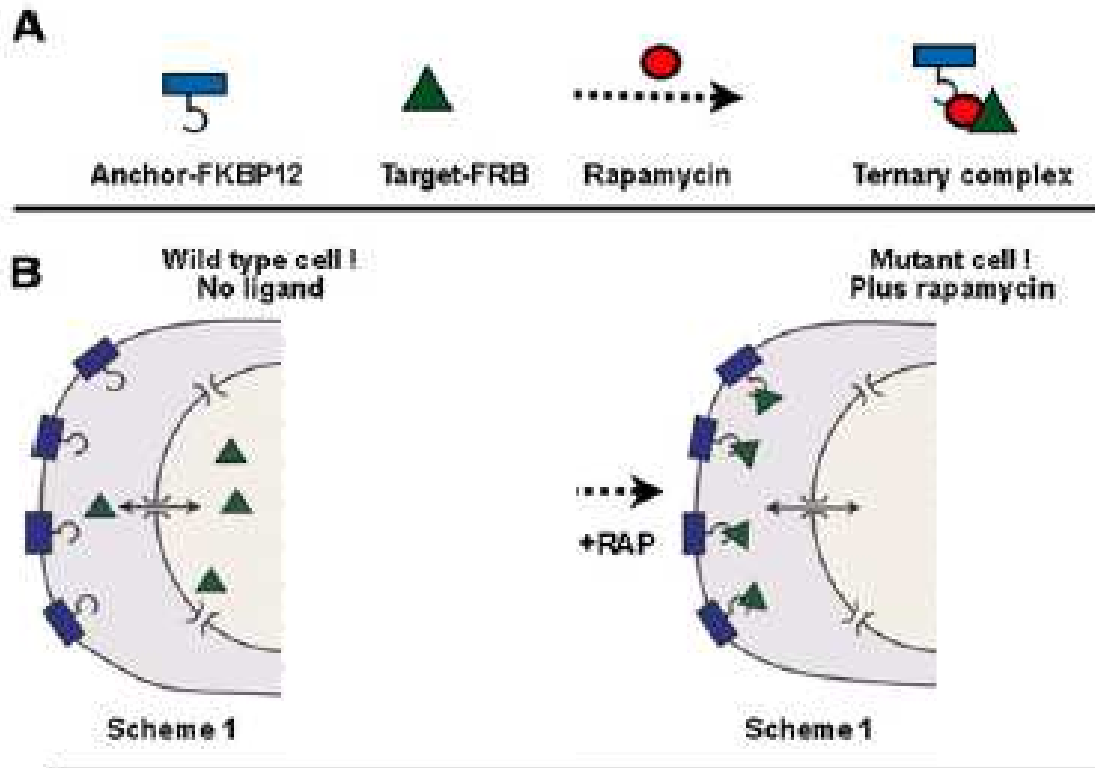 A
Anchor-FKBP12 Target-FRB Rapamycin Ternary complex
B
Wild type cell ! Mutant cell !
No ligand Plus rapamycin
+RAP
Scheme 1 Scheme 1